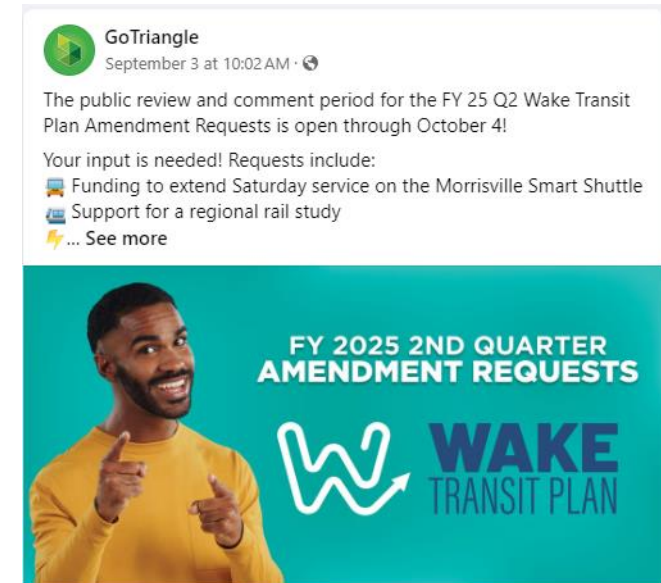 GoTriangle
September 3 at 10:02 AM ·
The public review and comment period for the FY 25 Q2 Wake Transit
Plan Amendment Requests is open through October 4!
Your input is needed! Requests include:
🚍 Funding to extend Saturday service on the Morrisville Smart Shuttle
🚈 Support for a regional rail study
👇... See more
FY 2025 2ND QUARTER
AMENDMENT REQUESTS
WAKE
TRANSIT PLAN